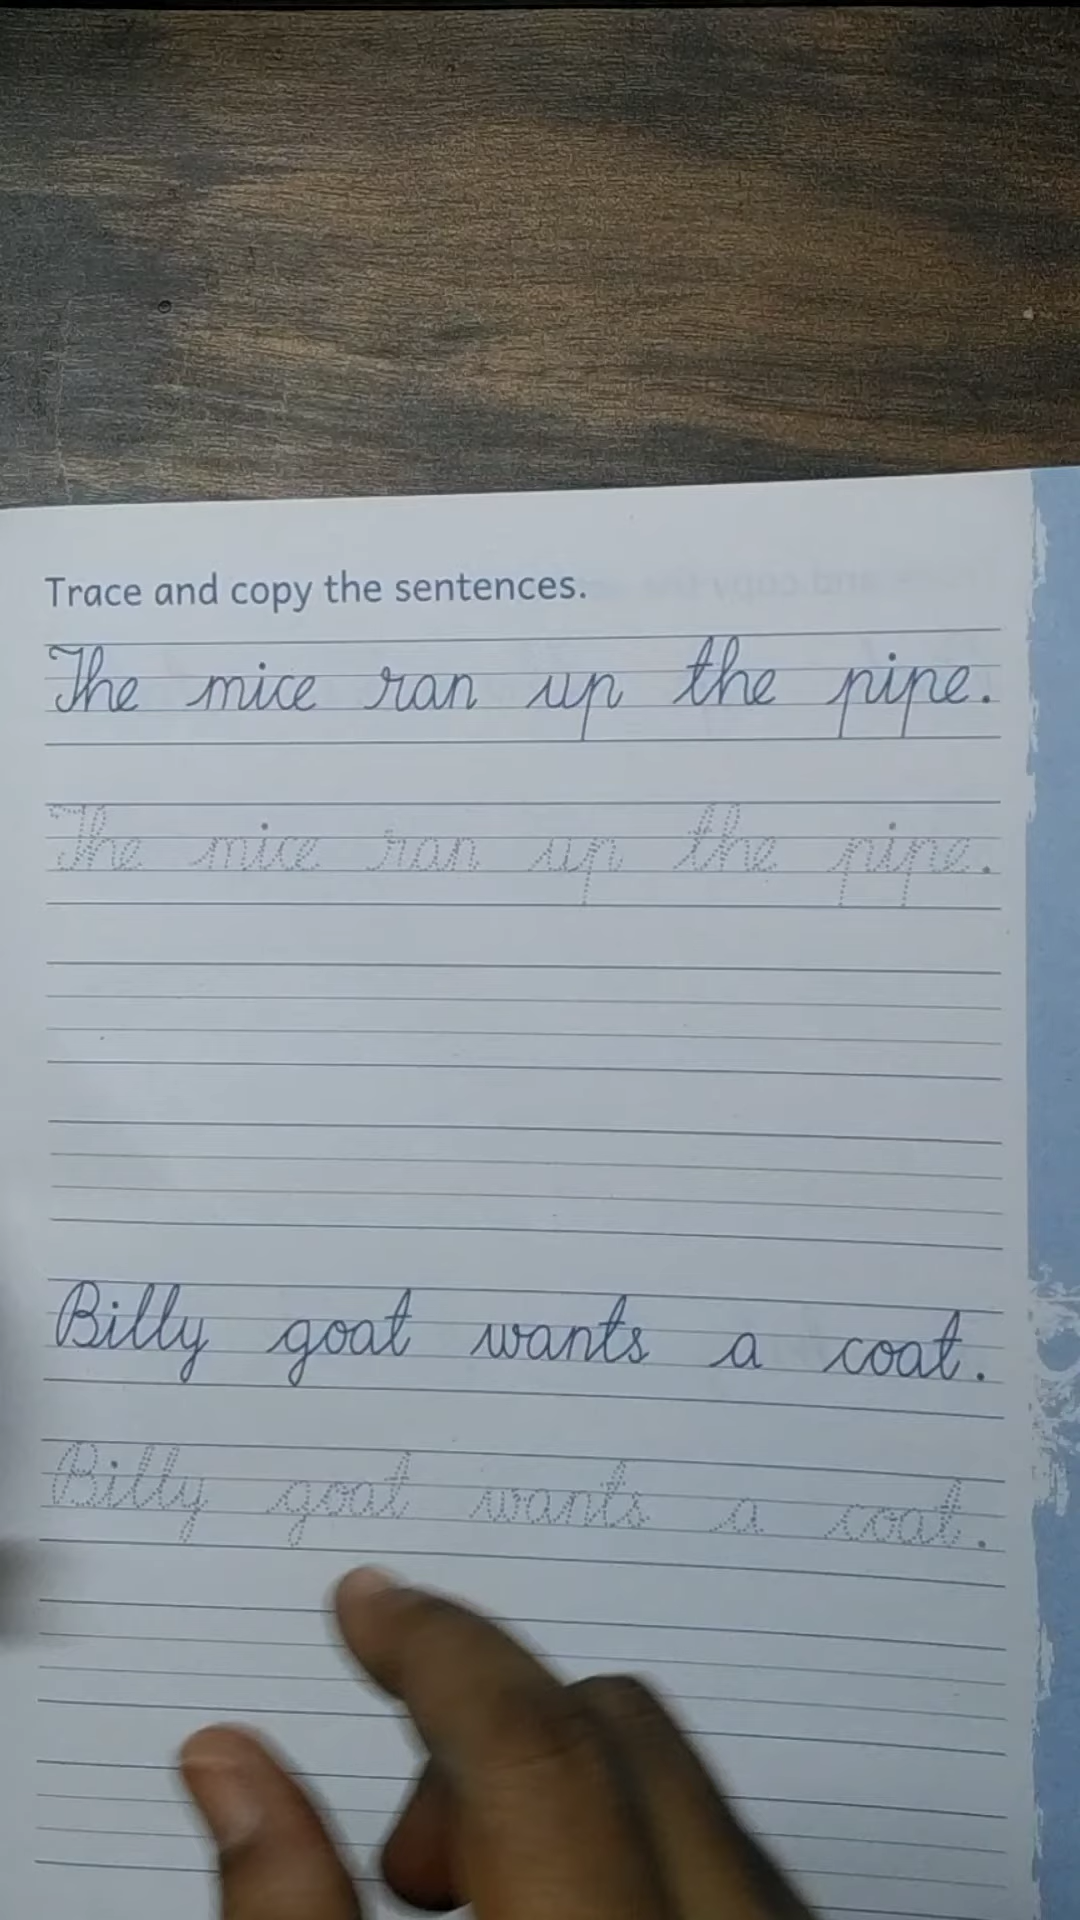 Trace and copy the sentences.
The mice ran up the pipe.
The mice ran up the pipe.
Billy goat wants a coat.
Billy goat wants a coat.